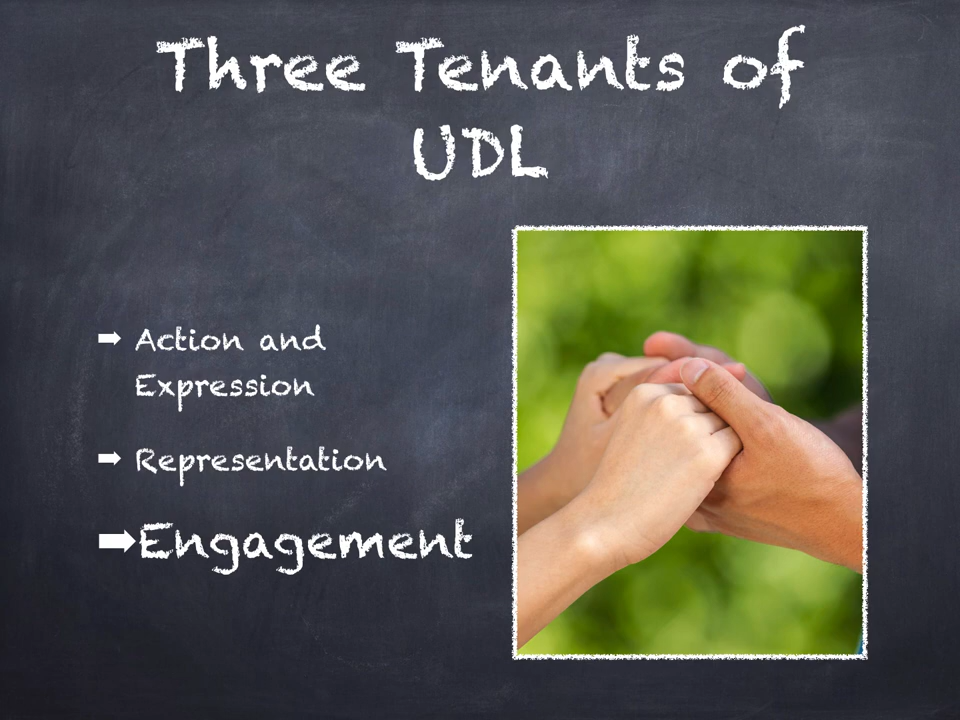 Three Tenants of
UDL
➡ Action and
Expression
➡ Representation
➡Engagement